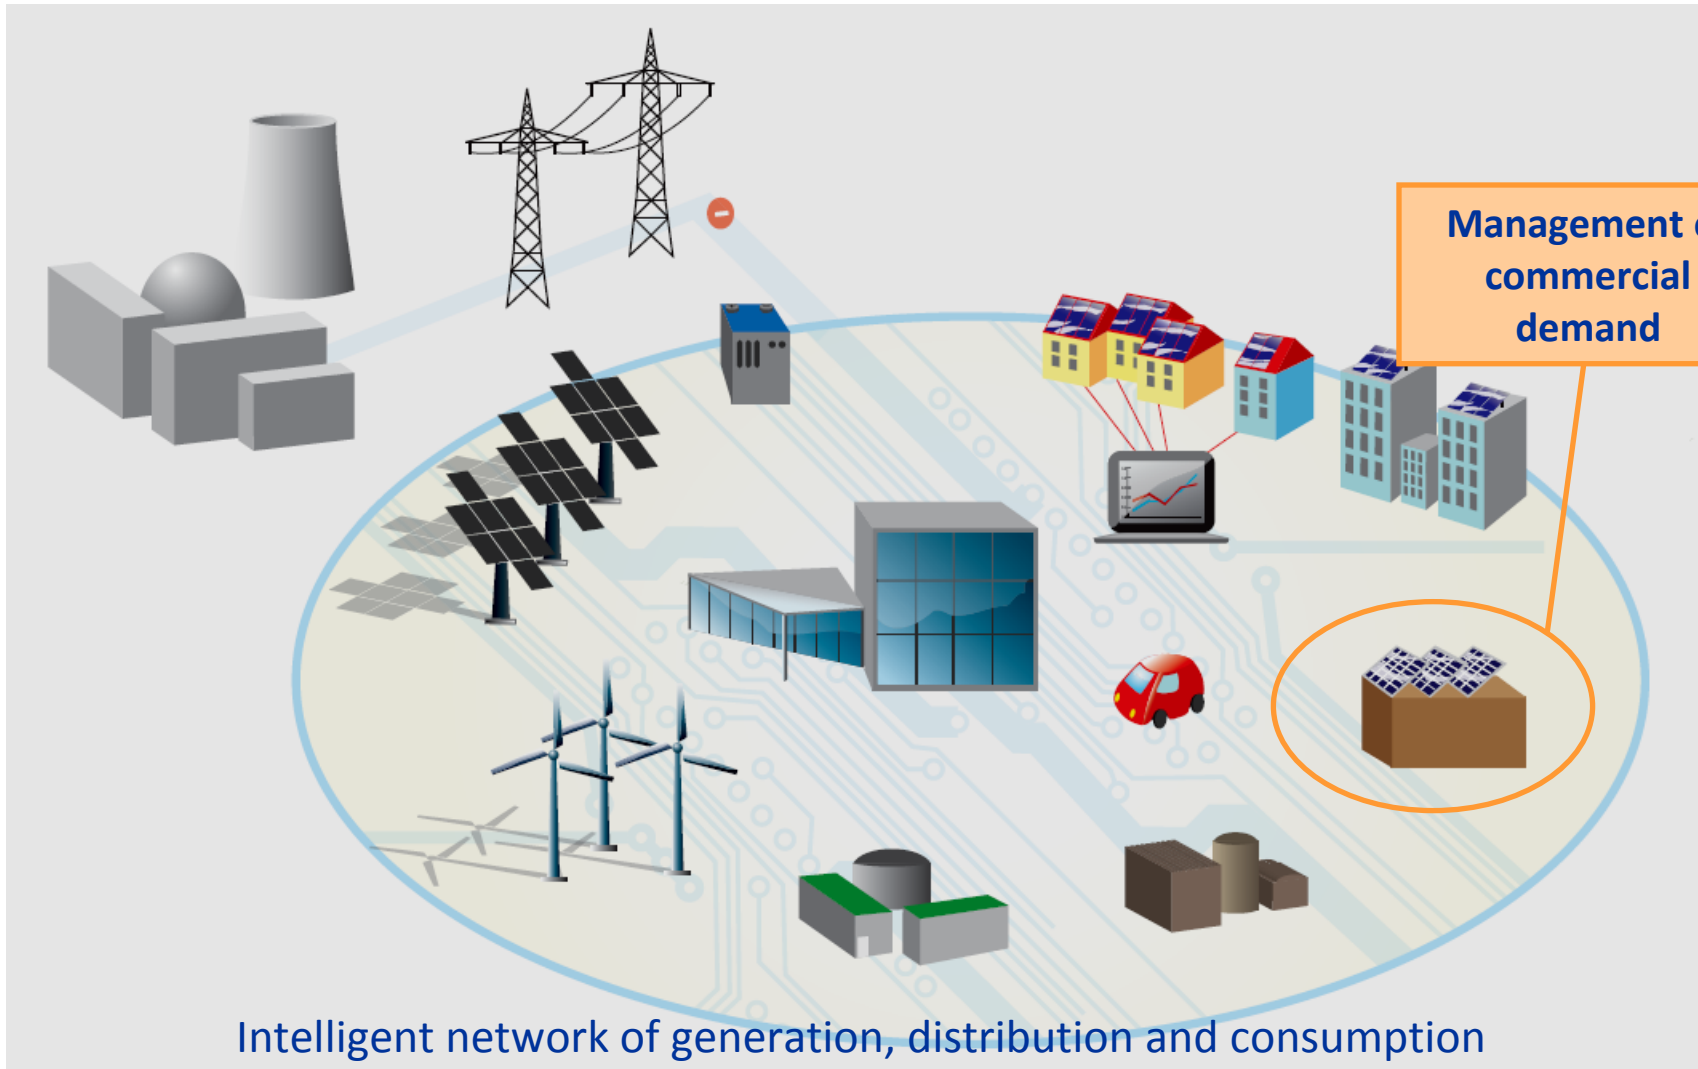 Management
commercial
demand
Intelligent network of generation, distribution and consumption